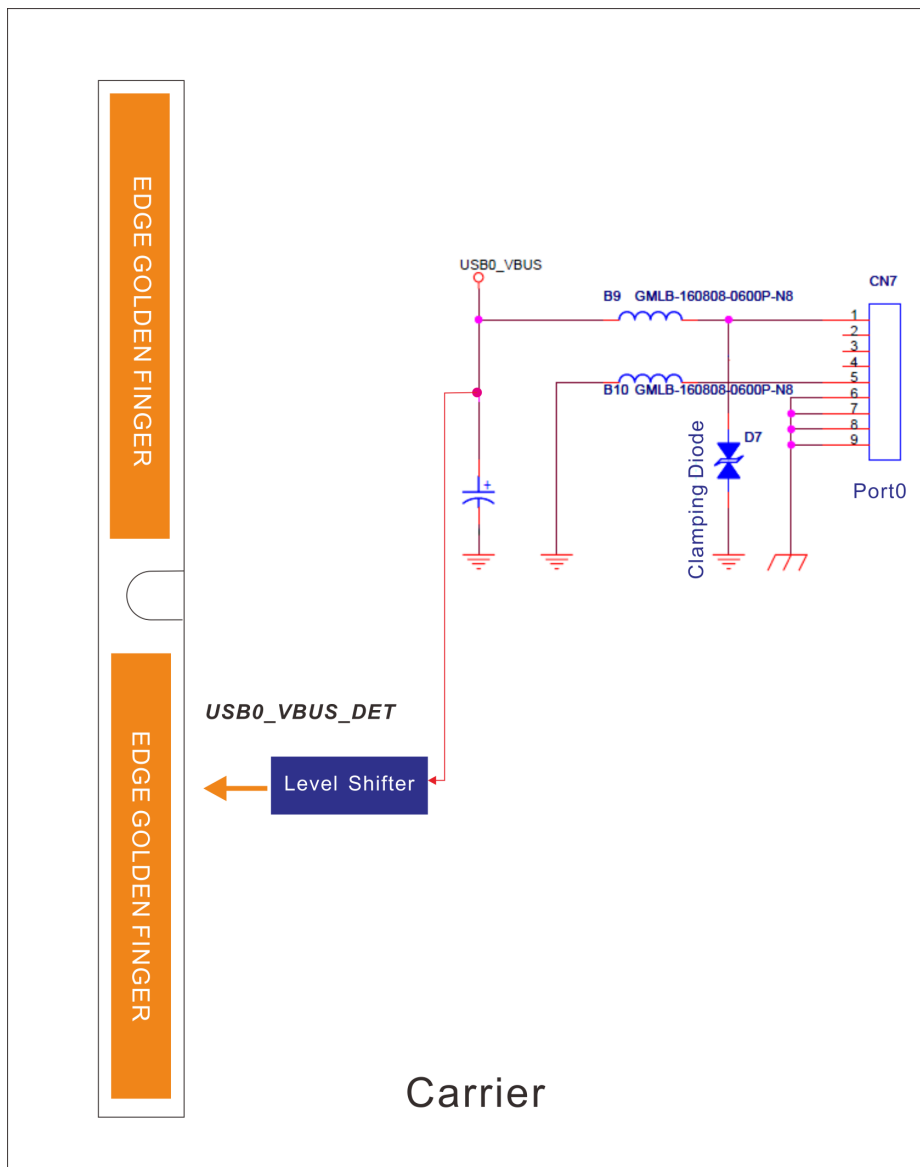 EDGE GOLDEN FINGER
USB0_VBUS
CN7
B9 GMLB-160808-0600P-N8
1
2
3
4
B10 GMLB-160808-0600P-N8
5
6
7
8
9
D7
Clamping Diode
Port0
+
USB0_VBUS_DET
Level Shifter
EDGE GOLDEN FINGER
Carrier